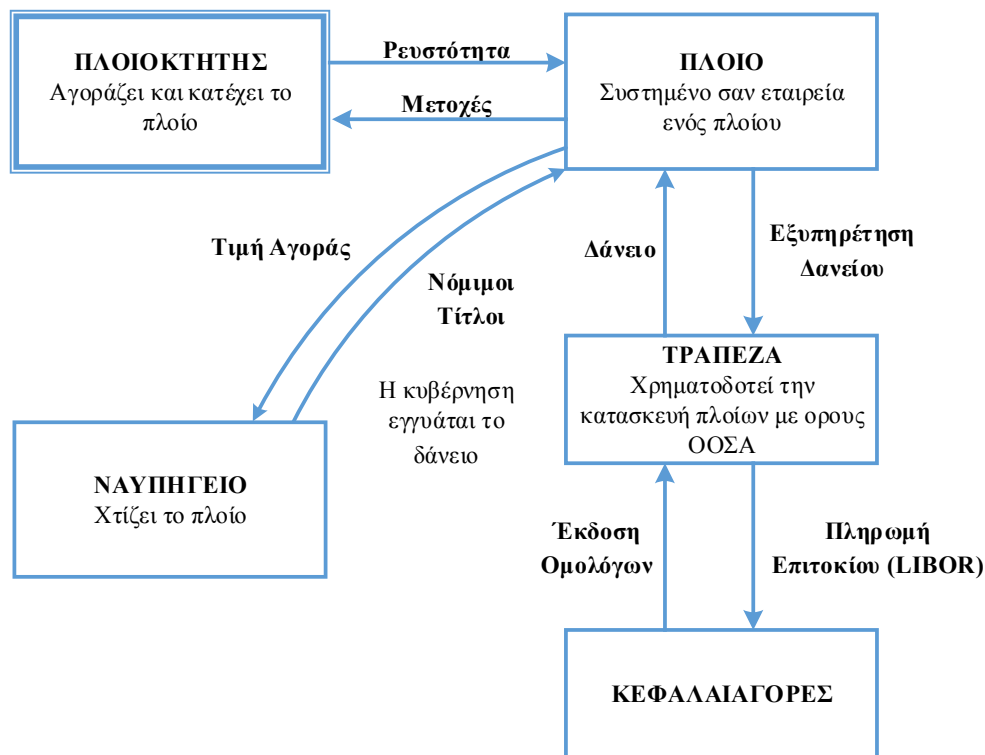 ΠΛΟΙΟΚΤΗΤΗΣ
Αγοράζει και κατέχει το
πλοίο
Ρευστότητα
Μετοχές
ΠΛΟΙΟ
Συστημένο σαν εταιρεία
ενός πλοίου
Τιμή Αγοράς
Νόμιμοι
Τίτλοι
Δάνειο
Εξυπηρέτηση
Δανείου
Η κυβέρνηση
εγγυάται το
δάνειο
ΤΡΑΠΕΖΑ
Χρηματοδοτεί την
κατασκευή πλοίων με ορους
ΟΟΣΑ
ΝΑΥΠΗΓΕΙΟ
Χτίζει το πλοίο
Έκδοση
Ομολόγων
Πληρωμή
Επιτοκίου (LIBOR)
ΚΕΦΑΛΑΙΑΓΟΡΕΣ